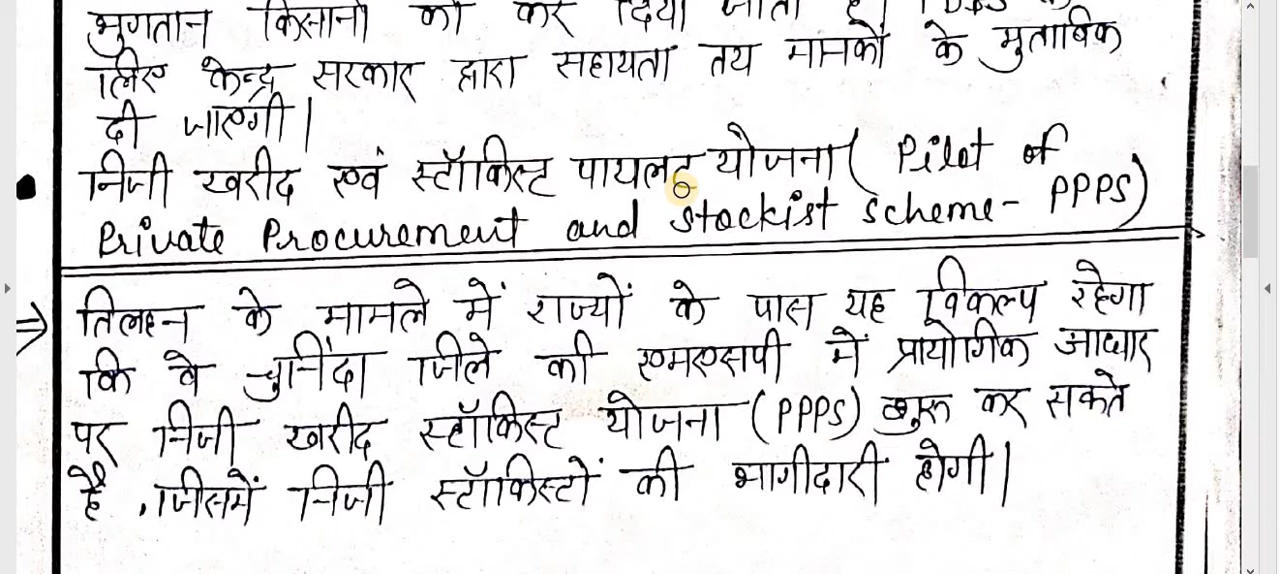 भुगतान किसानों को कर दिया जाता है।
लिए केन्द्र सरकार द्वारा सहायता तय मानकों के मुताबिक
दी जाएगी।
• निजी खरीद एवं स्टॉकिस्ट पायलट योजना ( Pilot of
Private Procurement and Stockist Scheme - PPPS)
⇒ तिलहन के मामले में राज्यों के पास यह विकल्प रहेगा
कि वे चुनिंदा जिले की एमएसपी में प्रायोगिक आधार
पर निजी खरीद स्टॉकिस्ट योजना (PPPS) शुरू कर सकते
है , जिसमें निजी स्टॉकिस्टों की भागीदारी होगी।